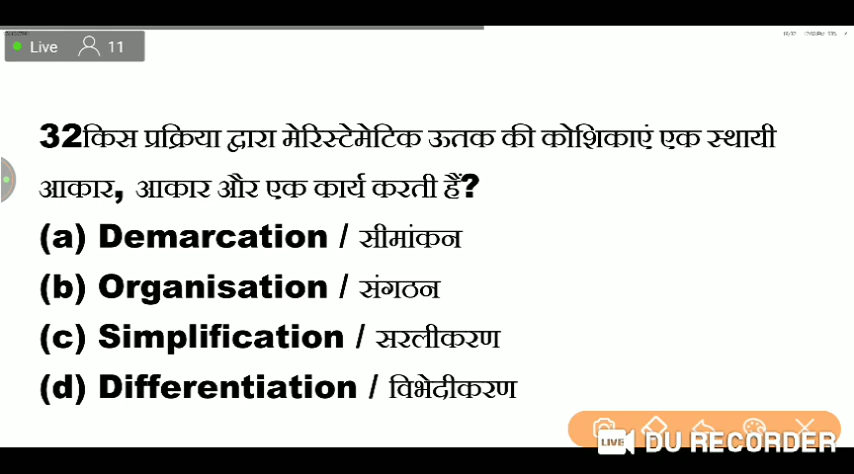 Live 11
32किस प्रक्रिया द्वारा मेरिस्टेमेटिक ऊतक की कोशिकाएं एक स्थायी
आकार, आकार और एक कार्य करती हैं?
(a) Demarcation / सीमांकन
(b) Organisation / संगठन
(c) Simplification / सरलीकरण
(d) Differentiation / विभेदीकरण
LIVE DU RECORDER